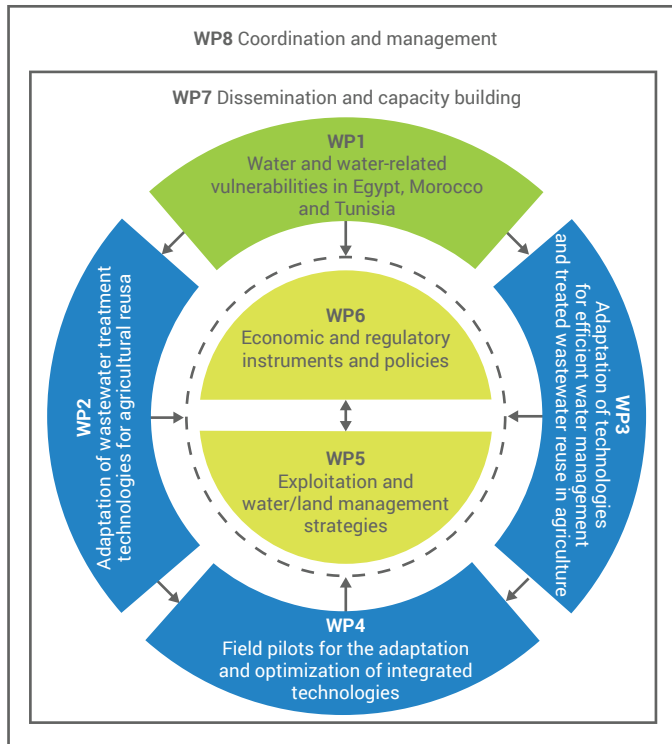 WP8 Coordination and management
WP7 Dissemination and capacity building
WP1
Water and water-related
vulnerabilities in Egypt, Morocco
and Tunisia
WP2
Adaptation of wastewater treatment
technologies for agricultural reusa
WP6
Economic and regulatory
instruments and policies
WP5
Exploitation and
water/land management
strategies
WP3
Adaptation of technologies
for efficient water management
and treated wastewater reuse in agriculture
WP4
Field pilots for the adaptation
and optimization of integrated
technologies